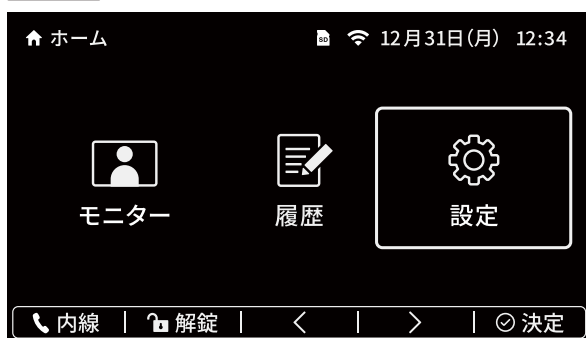 ホーム SD 12月31日(月) 12:34
モニター 履歴 設定
内線 解錠 < > 決定